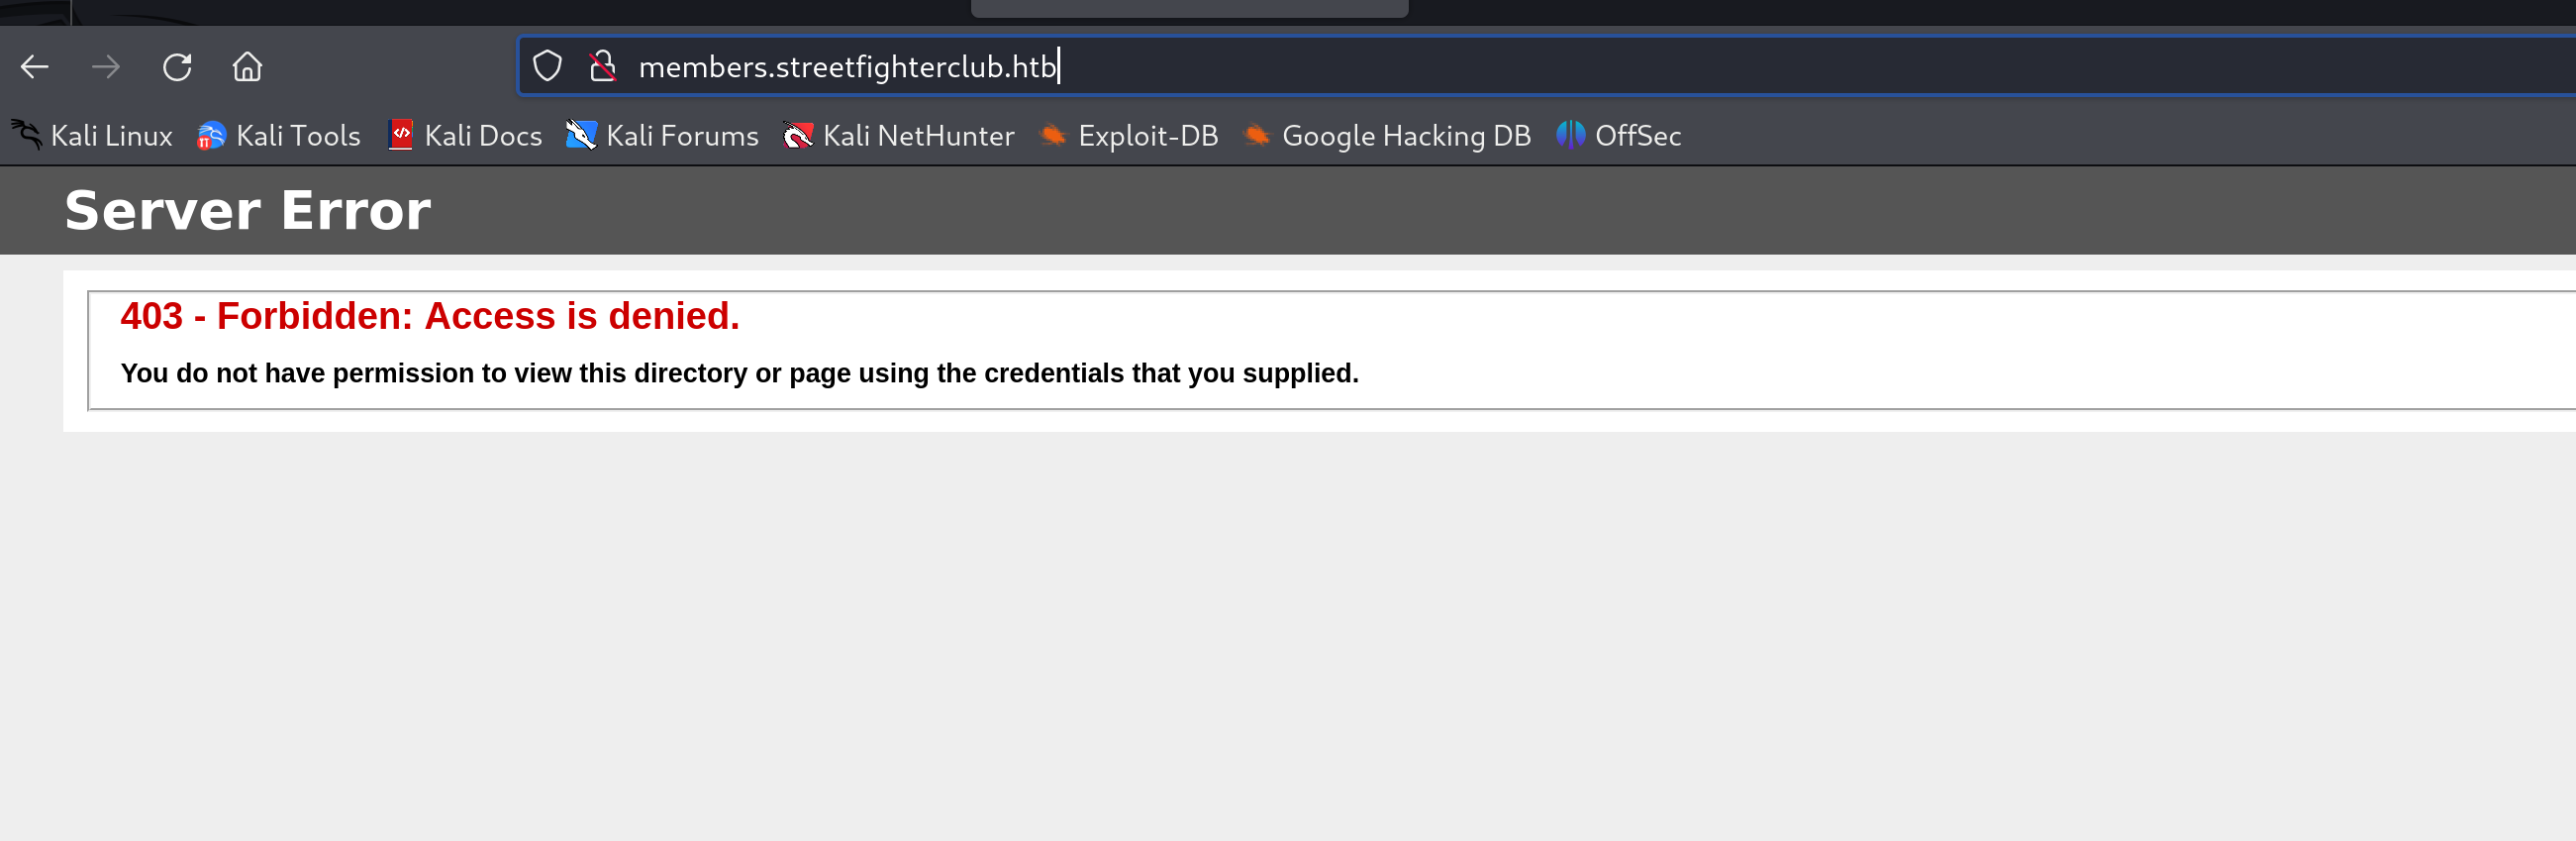 members.streetfighterclub.htb
Kali Linux Kali Tools Kali Docs Kali Forums Kali NetHunter Exploit-DB Google Hacking DB OffSec
Server Error
403 - Forbidden: Access is denied.
You do not have permission to view this directory or page using the credentials that you supplied.